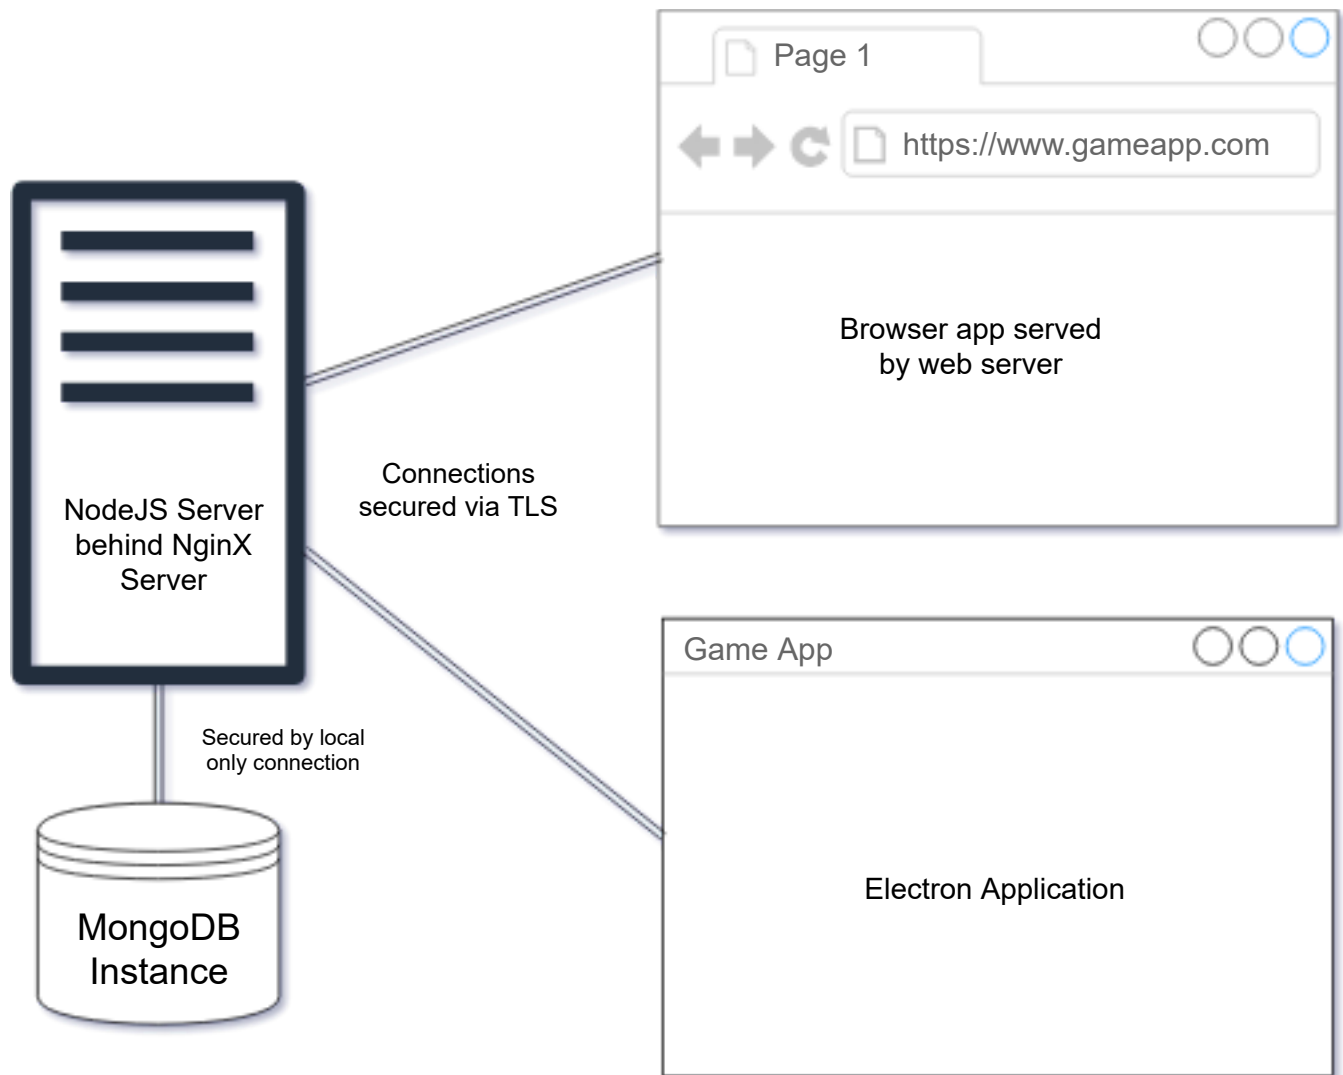 Page 1
https://www.gameapp.com
Browser app served
by web server
Connections
secured via TLS
NodeJS Server
behind NginX
Server
Game App
Secured by local
only connection
Electron Application
MongoDB
Instance